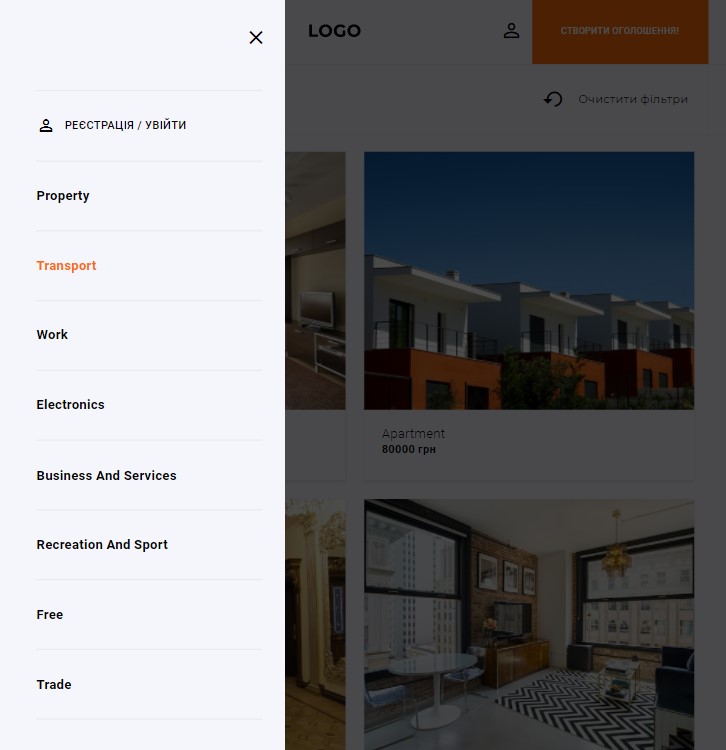 LOGO
СТВОРИТИ ОГОЛОШЕННЯ!
Очистити фільтри
РЕЄСТРАЦІЯ / УВІЙТИ
Property
Transport
Work
Electronics
Business And Services
Recreation And Sport
Free
Trade
Apartment
80000 грн